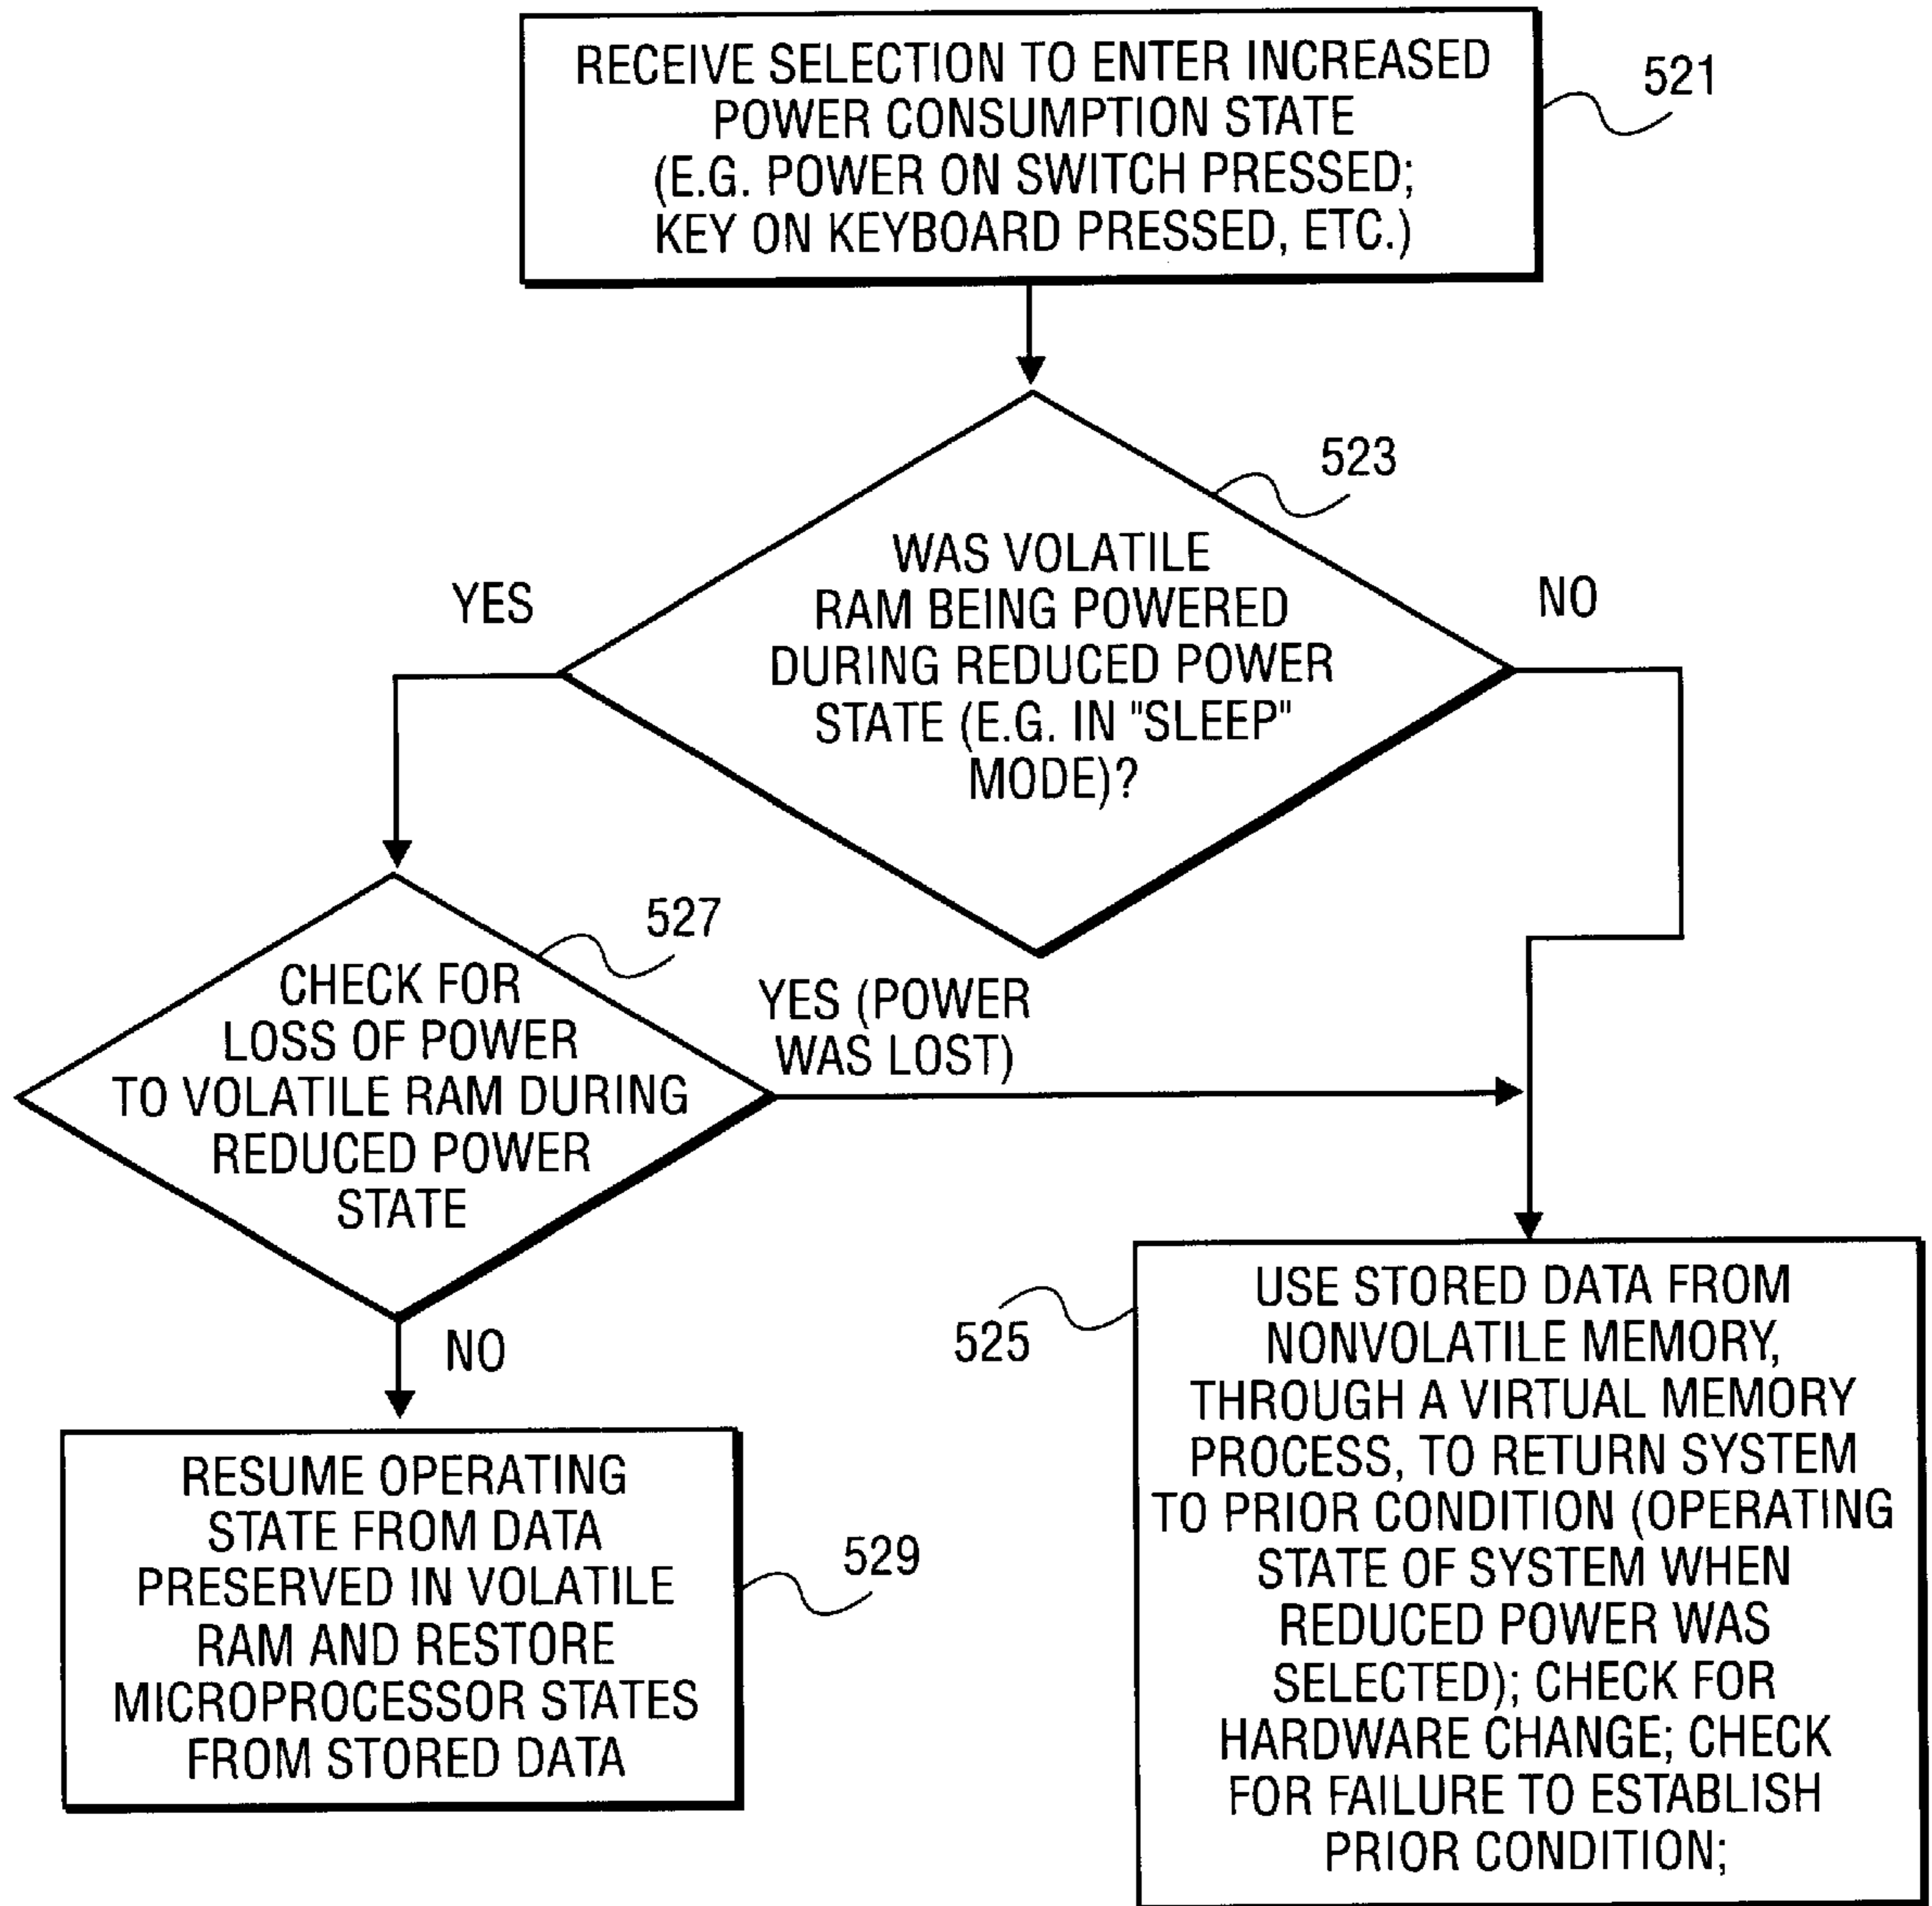 RECEIVE SELECTION TO ENTER INCREASED
POWER CONSUMPTION STATE
(E.G. POWER ON SWITCH PRESSED;
KEY ON KEYBOARD PRESSED, ETC.)
521
523
WAS VOLATILE
RAM BEING POWERED
DURING REDUCED POWER
STATE (E.G. IN "SLEEP"
MODE)?
YES
NO
527
CHECK FOR
LOSS OF POWER
TO VOLATILE RAM DURING
REDUCED POWER
STATE
YES (POWER
WAS LOST)
NO
RESUME OPERATING
STATE FROM DATA
PRESERVED IN VOLATILE
RAM AND RESTORE
MICROPROCESSOR STATES
FROM STORED DATA
529
525
USE STORED DATA FROM
NONVOLATILE MEMORY,
THROUGH A VIRTUAL MEMORY
PROCESS, TO RETURN SYSTEM
TO PRIOR CONDITION (OPERATING
STATE OF SYSTEM WHEN
REDUCED POWER WAS
SELECTED); CHECK FOR
HARDWARE CHANGE; CHECK
FOR FAILURE TO ESTABLISH
PRIOR CONDITION;